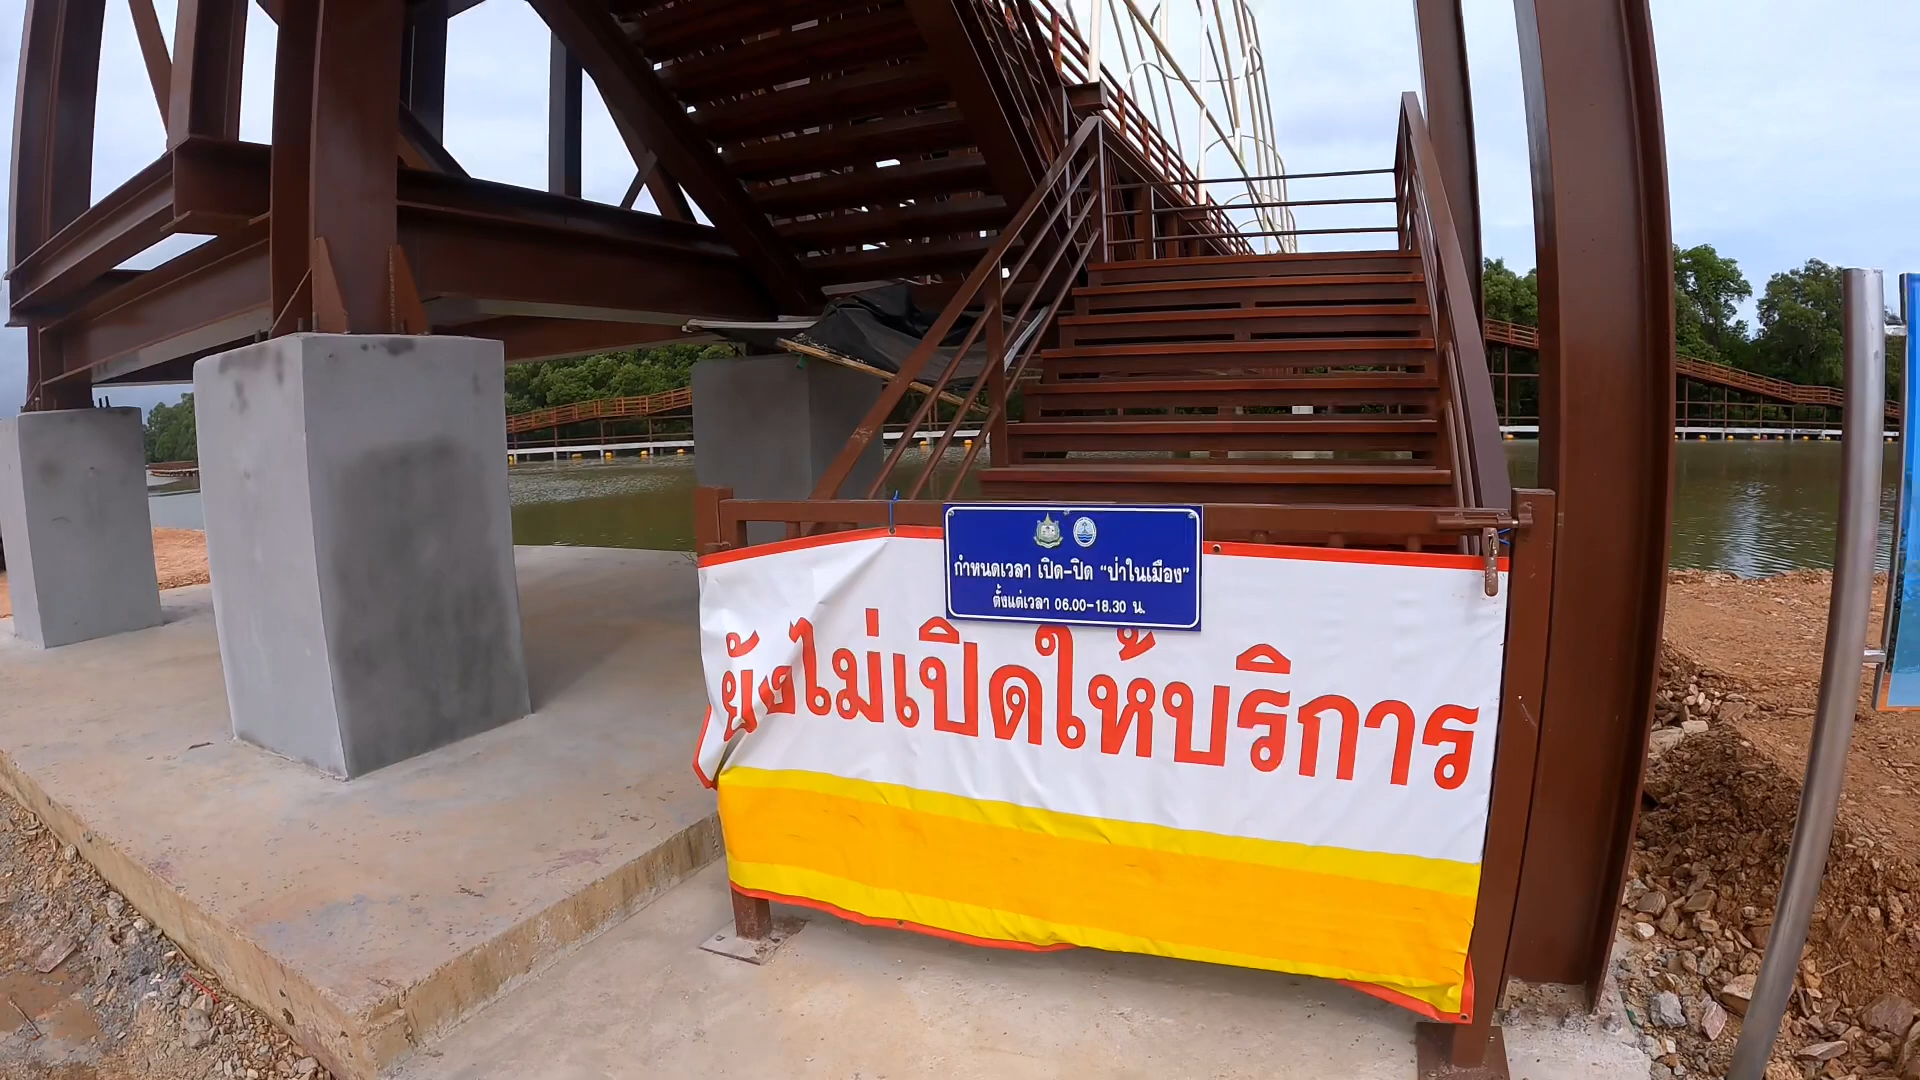 กำหนดเวลา เปิด-ปิด "ป่าในเมือง"
ตั้งแต่เวลา 06.00-18.30 น.
ยังไม่เปิดให้บริการ